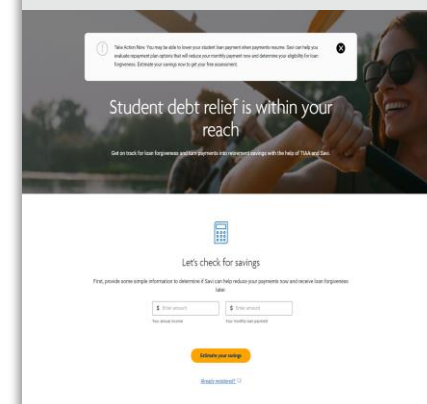 Take Action Now: You may be able to lower your student loan payment when payments resume. Savi can help you
evaluate repayment plan options that will reduce your monthly payment now and determine your eligibility for loan
forgiveness. Estimate your savings now to get your free assessment.
Student debt relief is within your
reach
Get on track for loan forgiveness and turn payments into retirement savings with the help of TIAA and Savi.
Let's check for savings
First, provide some simple information to determine if Savi can help reduce your payments now and receive loan forgiveness
later.
$ Enter amount
$ Enter amount
Your annual income
Your monthly loan payment
Estimate your savings
Already registered?